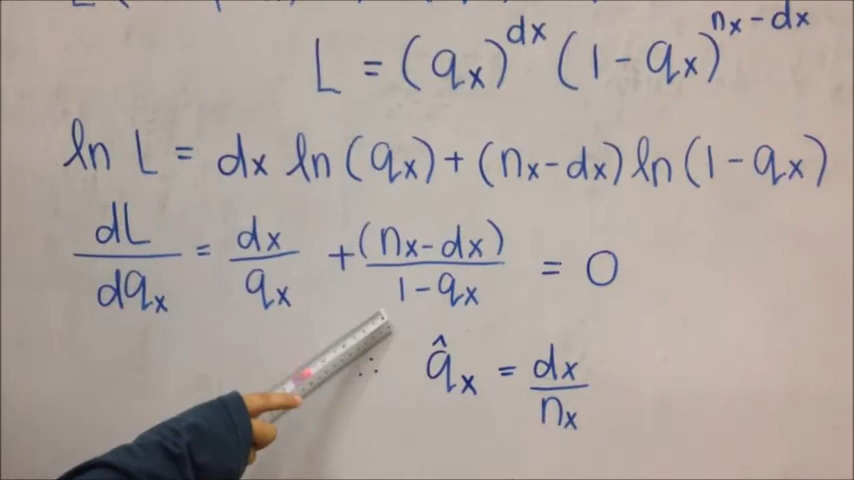 L = (qx)^dx (1 - qx)^nx - dx
ln L = dx ln (qx) + (nx - dx) ln (1 - qx)
dL/dqx = dx/qx + (nx - dx)/1 - qx = 0
∴ q̂x = dx/nx